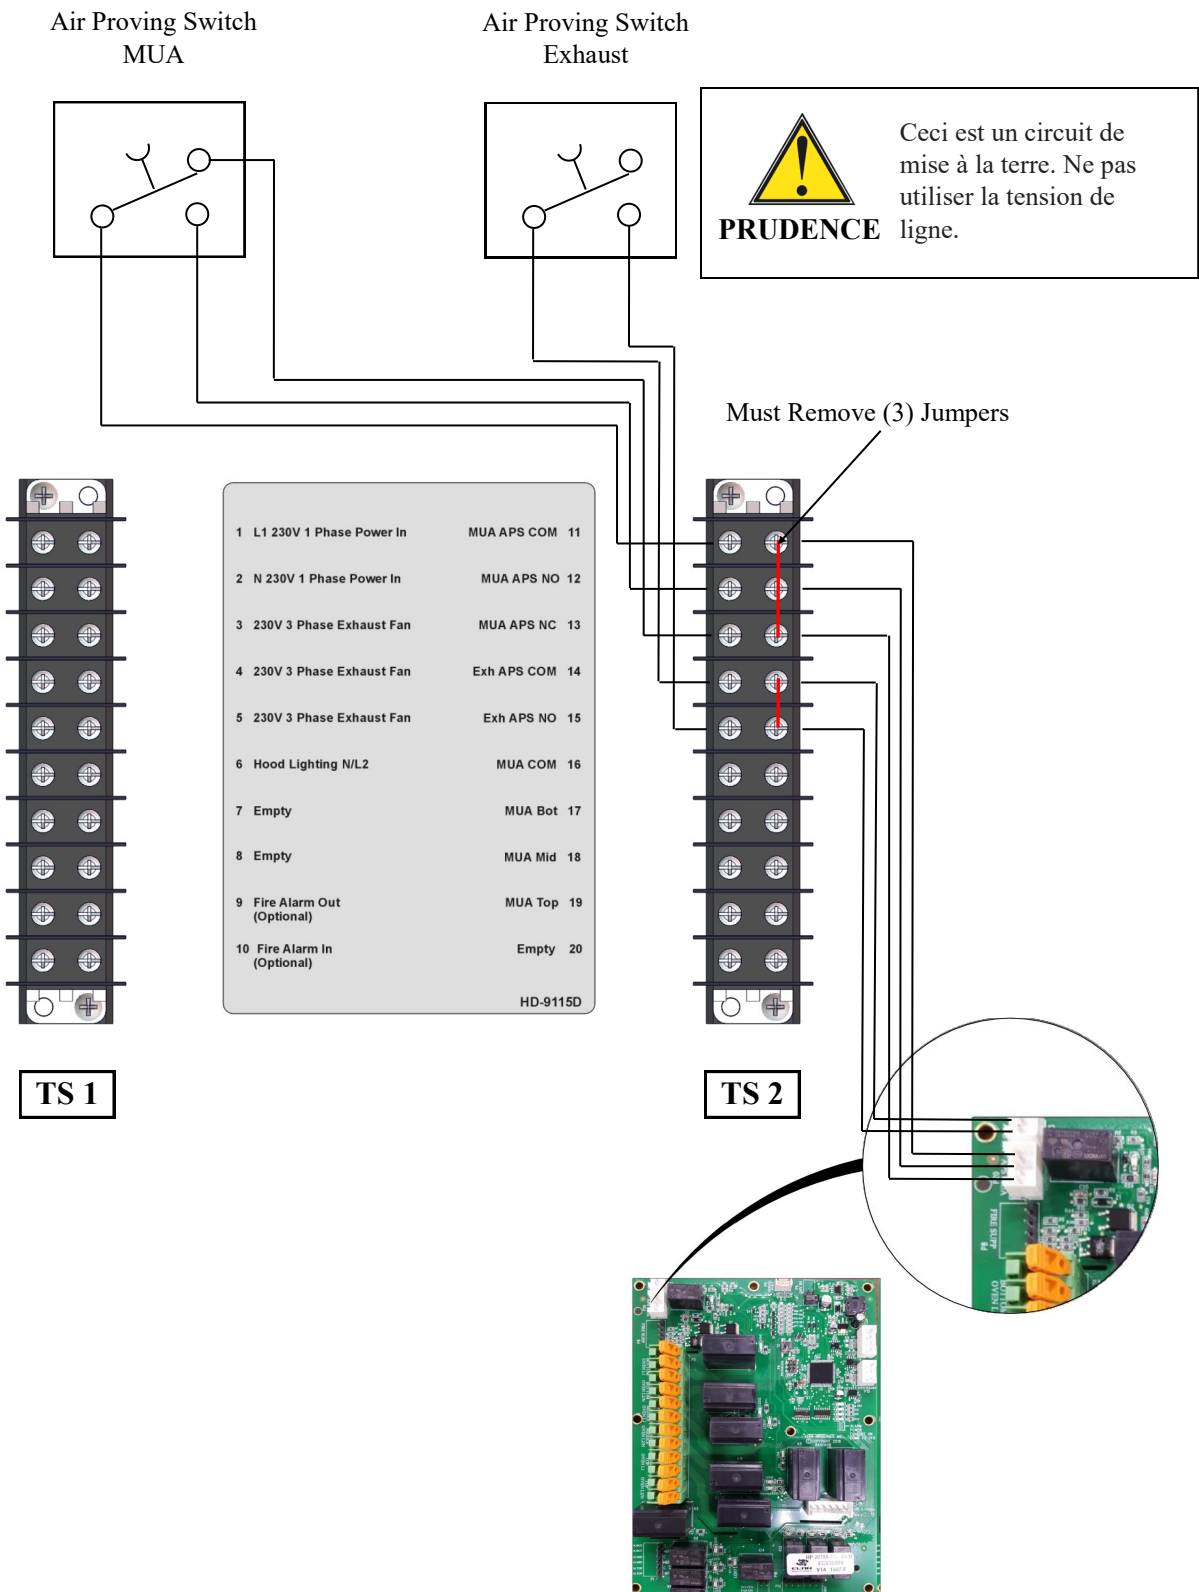 Air Proving Switch
MUA
Air Proving Switch
Exhaust
Ceci est un circuit de
mise à la terre. Ne pas
utiliser la tension de
ligne.
PRUDENCE
Must Remove (3) Jumpers
1 L1 230V 1 Phase Power In
MUA APS COM 11
2 N 230V 1 Phase Power In
MUA APS NO 12
3 230V 3 Phase Exhaust Fan
MUA APS NC 13
4 230V 3 Phase Exhaust Fan
Exh APS COM 14
5 230V 3 Phase Exhaust Fan
Exh APS NO 15
6 Hood Lighting N/L2
MUA COM 16
7 Empty
MUA Bot 17
8 Empty
MUA Mid 18
9 Fire Alarm Out
(Optional)
MUA Top 19
10 Fire Alarm In
(Optional)
Empty 20
HD-9115D
TS 1
TS 2
FIRE SUPP